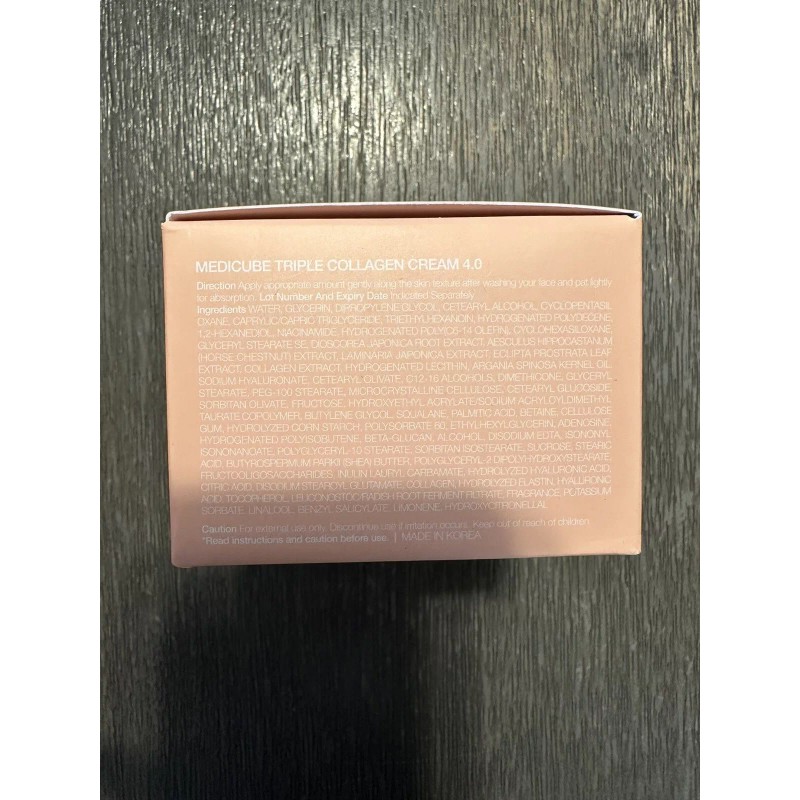 MEDICUBE TRIPLE COLLAGEN CREAM 4.0
Direction Apply appropriate amount gently along the skin texture after washing your face and pat lightly
for absorption. Lot Number And Expiry Date Indicated Separately
Ingredients WATER, GLYCERIN, DIPROPYLENE GLYCOL, CETEARYL ALCOHOL, CYCLOPENTASIL
OXANE, CAPRYLIC/CAPRIC TRIGLYCERIDE, TRIETHYLHEXANOIN, HYDROGENATED POLYDECENE,
1,2-HEXANEDIOL, NIACINAMIDE, HYDROGENATED POLY(C6-14 OLEFIN), CYCLOHEXASILOXANE,
GLYCERYL STEARATE SE, DIOSCOREA JAPONICA ROOT EXTRACT, AESCULUS HIPPOCASTANUM
(HORSE CHESTNUT) EXTRACT, LAMINARIA JAPONICA EXTRACT, ECLIPTA PROSTRATA LEAF
EXTRACT, COLLAGEN EXTRACT, HYDROGENATED LECITHIN, ARGANIA SPINOSA KERNEL OIL
SODIUM HYALURONATE, CETEARYL OLIVATE, C12-16 ALCOHOLS, DIMETHICONE, GLYCERYL
STEARATE, PEG-100 STEARATE, MICROCRYSTALLINE CELLULOSE, CETEARYL GLUCOSIDE,
SORBITAN OLIVATE, FRUCTOSE, HYDROXYETHYL ACRYLATE/SODIUM ACRYLOYLDIMETHYL
TAURATE COPOLYMER, BUTYLENE GLYCOL, SQUALANE, PALMITIC ACID, BETAINE, CELLULOSE
GUM, HYDROLYZED CORN STARCH, POLYSORBATE 60, ETHYLHEXYLGLYCERIN, ADENOSINE,
HYDROGENATED POLYISOBUTENE, BETA-GLUCAN, ALCOHOL, DISODIUM EDTA, ISONONYL
ISONONANOATE, POLYGLYCERYL-10 STEARATE, SORBITAN ISOSTEARATE, SUCROSE, STEARIC
ACID, BUTYROSPERMUM PARKII (SHEA) BUTTER, POLYGLYCERYL-2 DIPOLYHYDROXYSTEARATE,
FRUCTOOLIGOSACCHARIDES, INULIN LAURYL CARBAMATE, HYDROLYZED HYALURONIC ACID,
CITRIC ACID, DISODIUM STEAROYL GLUTAMATE, COLLAGEN, HYDROLYZED ELASTIN, HYALURONIC
ACID, TOCOPHEROL, LEUCONOSTOC/RADISH ROOT FERMENT FILTRATE, FRAGRANCE, POTASSIUM
SORBATE, LINALOOL, BENZYL SALICYLATE, LIMONENE, HYDROXYCITRONELLAL
Caution For external use only. Discontinue use if irritation occurs. Keep out of reach of children.
*Read instructions and caution before use. | MADE IN KOREA